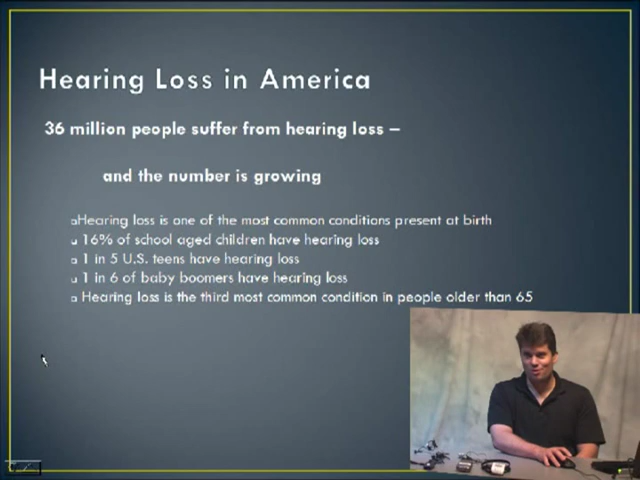 Hearing Loss in America
36 million people suffer from hearing loss –
and the number is growing
Hearing loss is one of the most common conditions present at birth
16% of school aged children have hearing loss
1 in 5 U.S. teens have hearing loss
1 in 6 of baby boomers have hearing loss
Hearing loss is the third most common condition in people older than 65